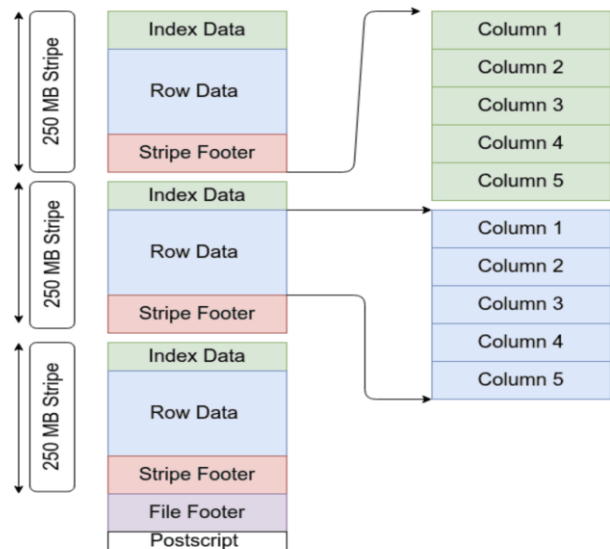 250 MB Stripe
Index Data
Row Data
Stripe Footer
250 MB Stripe
Index Data
Row Data
Stripe Footer
250 MB Stripe
Index Data
Row Data
Stripe Footer
File Footer
Postscript
Column 1
Column 2
Column 3
Column 4
Column 5
Column 1
Column 2
Column 3
Column 4
Column 5